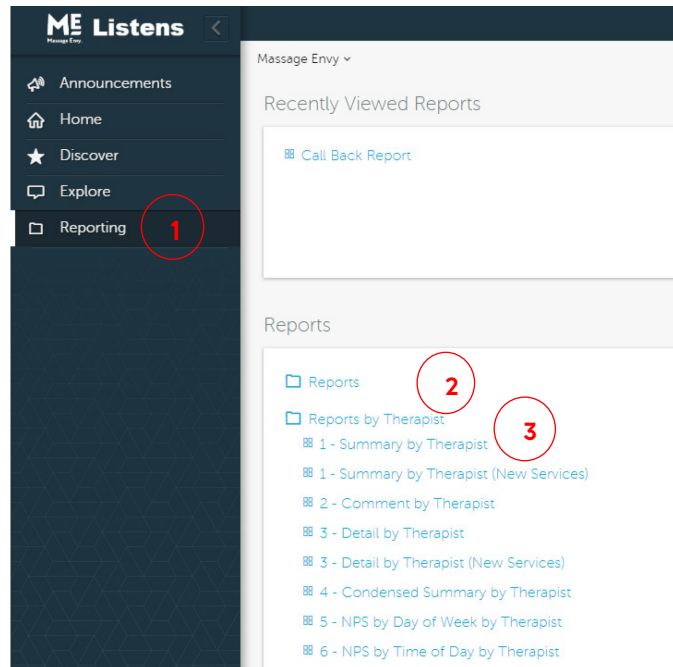 ME Listens
Massage Envy
Announcements
Home
Discover
Explore
Reporting
1
Massage Envy
Recently Viewed Reports
Call Back Report
Reports
Reports
2
Reports by Therapist
3
1 - Summary by Therapist
1 - Summary by Therapist (New Services)
2 - Comment by Therapist
3 - Detail by Therapist
3 - Detail by Therapist (New Services)
4 - Condensed Summary by Therapist
5 - NPS by Day of Week by Therapist
6 - NPS by Time of Day by Therapist